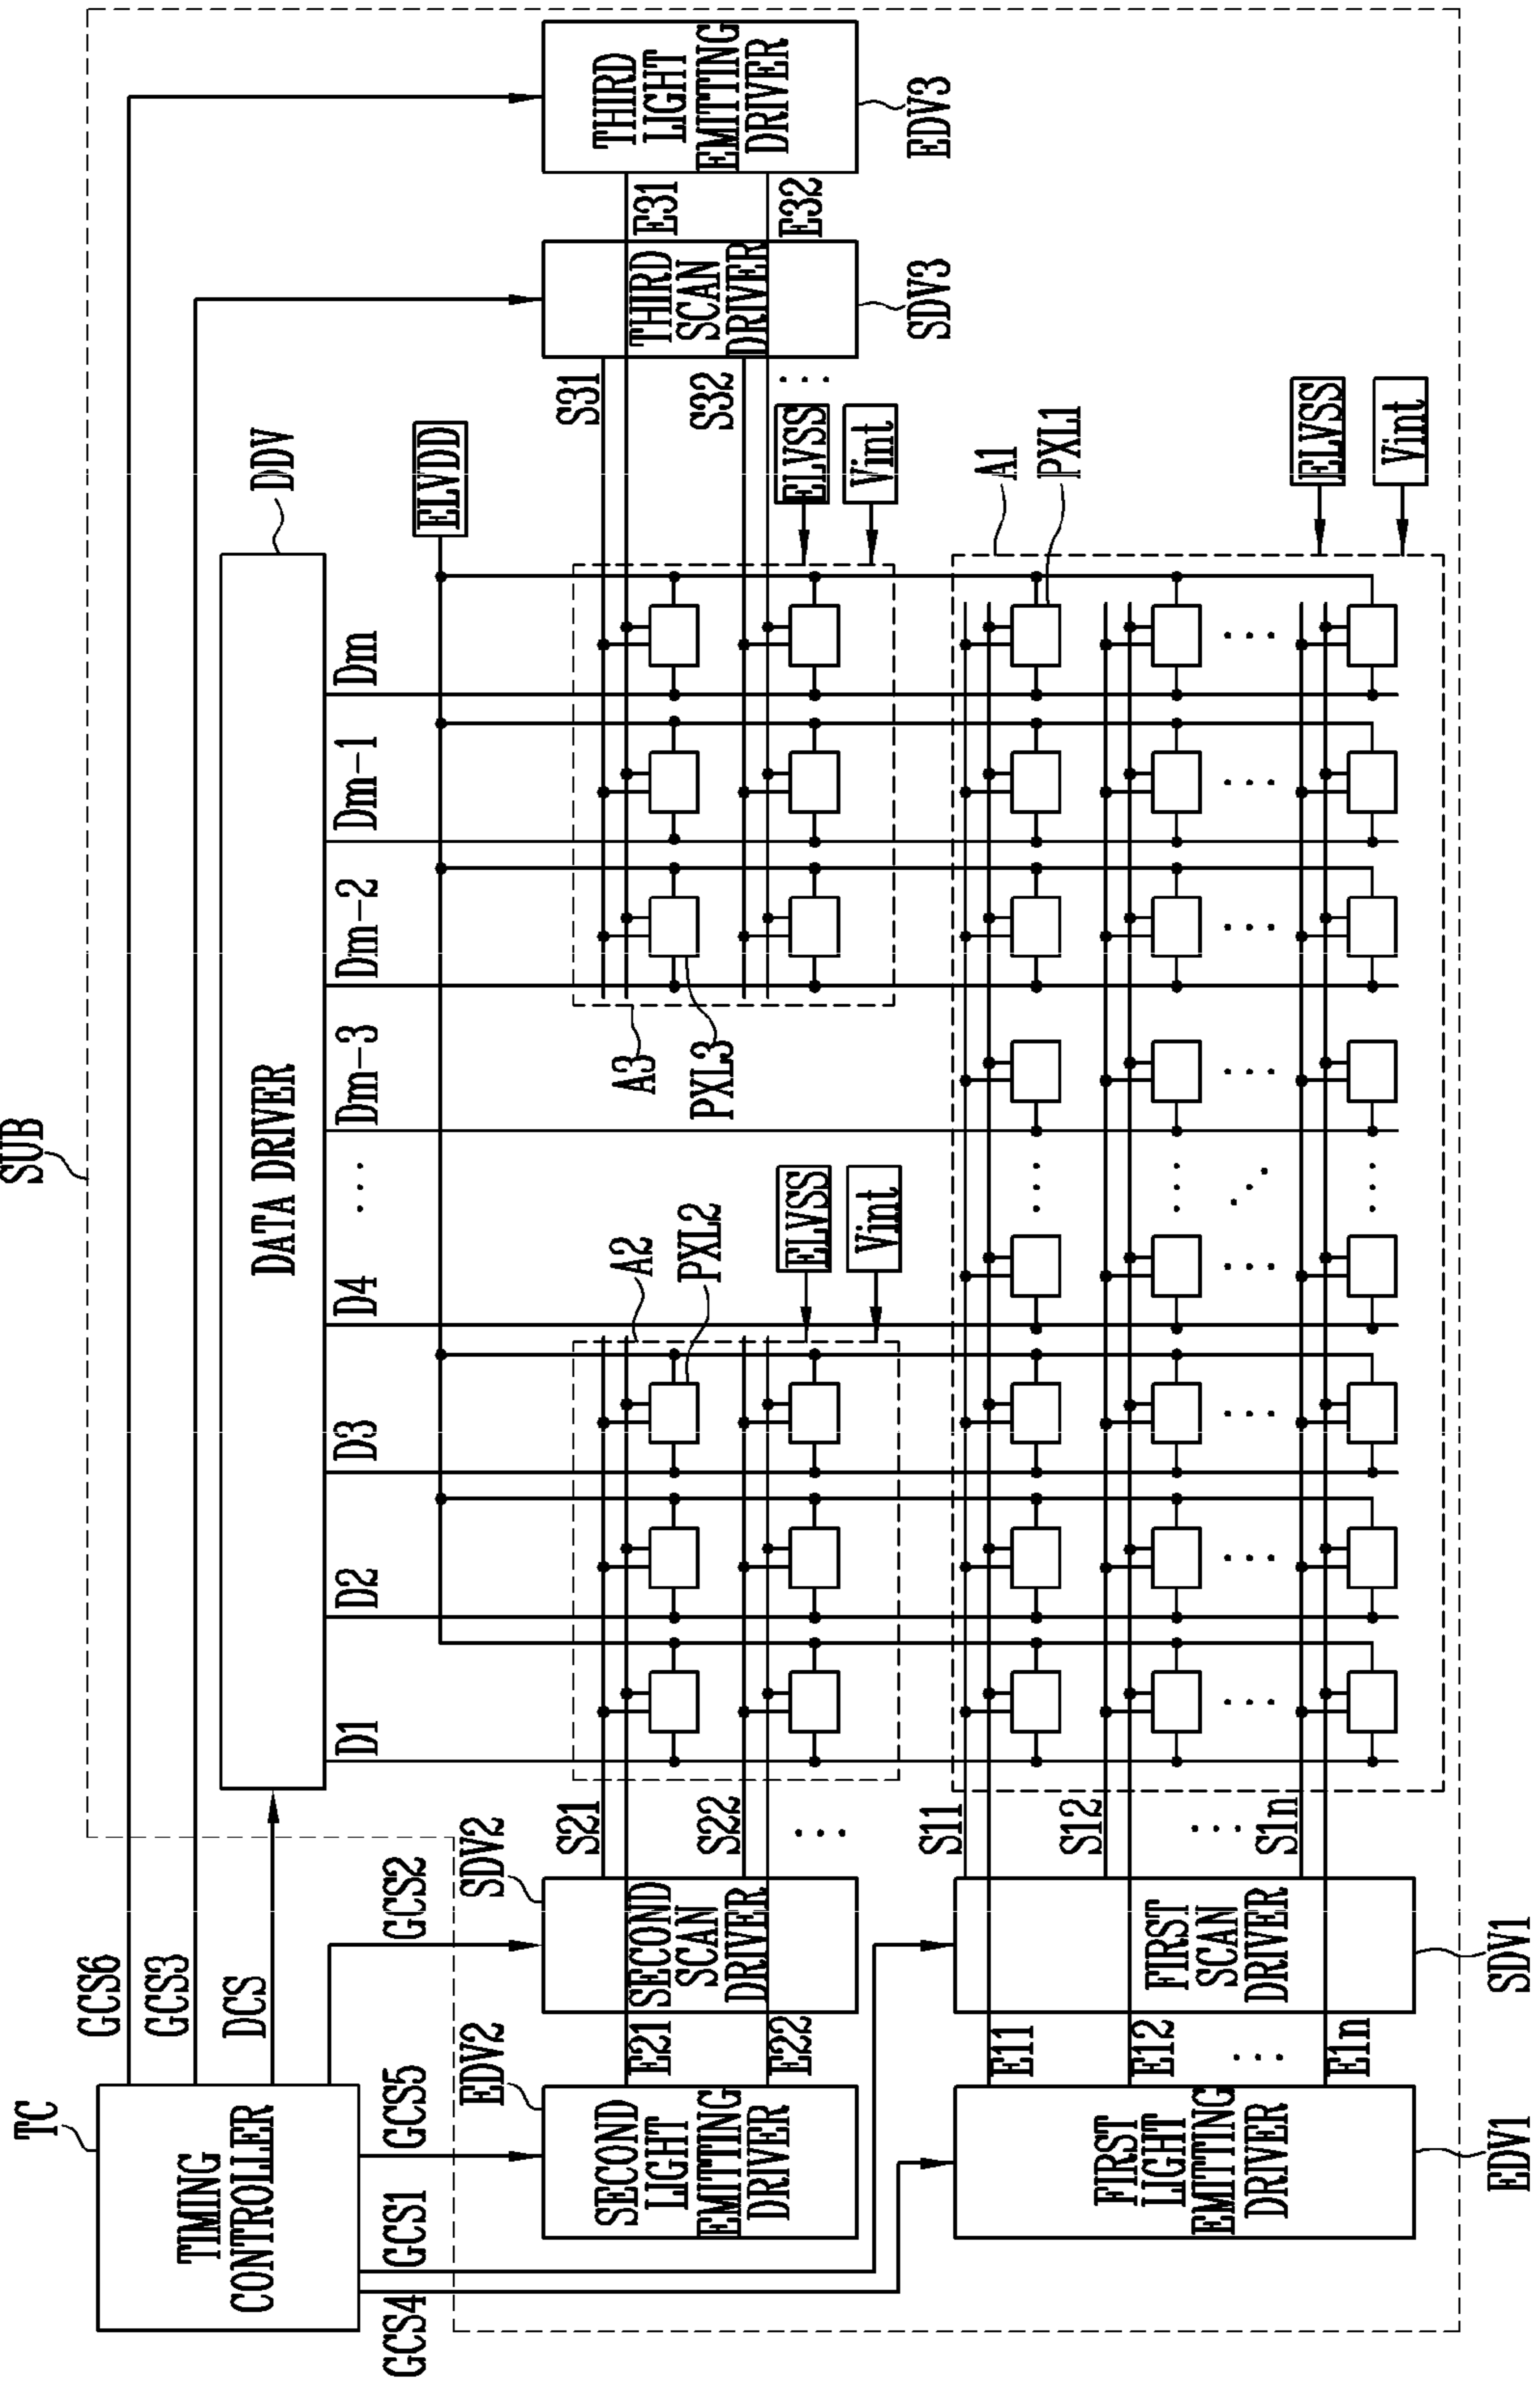 SUB
TC
TIMING
CONTROLLER
GCS6
GCS3
DCS
GCS2
GCS5
GCS1
GCS4
DATA DRIVER
DDV
D1
D2
D3
D4
...
Dm-3
Dm-2
Dm-1
Dm
ELVDD
EDV2
SECOND
LIGHT
EMITTING
DRIVER
E21
E22
SDV2
SECOND
SCAN
DRIVER
S21
S22
...
A2
PXL2
ELVSS
Vint
A3
PXL3
S31
S32
...
ELVSS
Vint
THIRD
SCAN
DRIVER
SDV3
E31
E32
THIRD
LIGHT
EMITTING
DRIVER
EDV3
FIRST
LIGHT
EMITTING
DRIVER
EDV1
E11
E12
...
E1n
FIRST
SCAN
DRIVER
SDV1
S11
S12
...
S1n
A1
PXL1
ELVSS
Vint